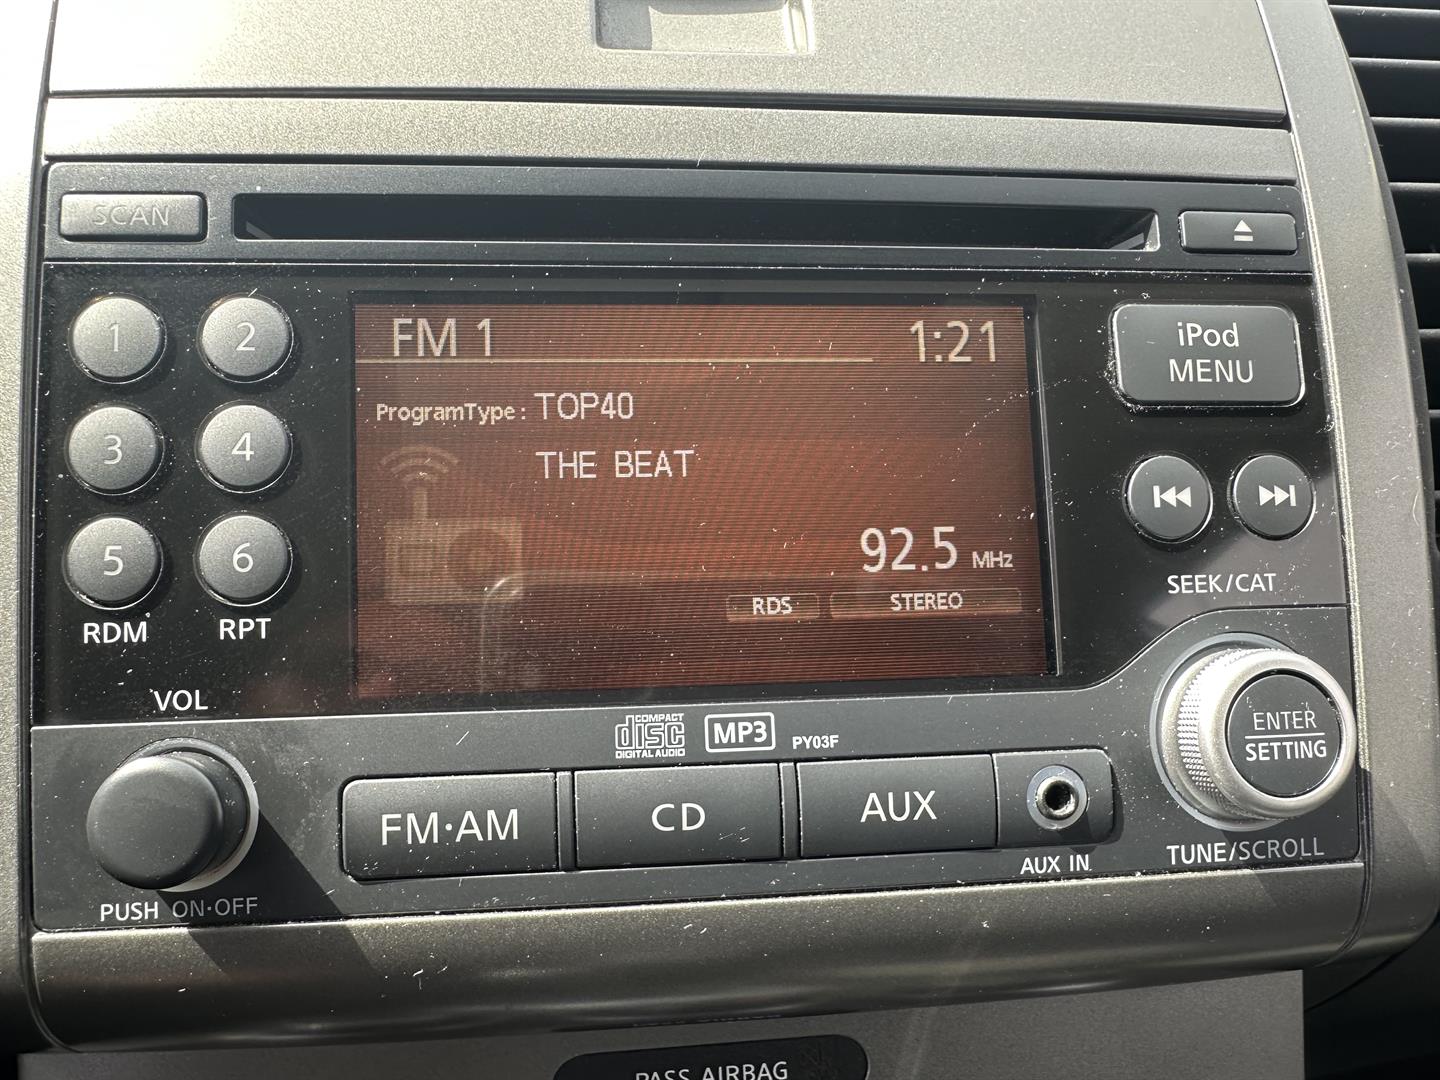 SCAN
1 2
iPod
MENU
FM 1 1:21
ProgramType: TOP40
THE BEAT
3 4
92.5 MHz
5 6
RDS STEREO
SEEK/CAT
RDM RPT
VOL
COMPACT
disc
DIGITAL AUDIO
MP3
PY03F
ENTER
SETTING
FM·AM CD AUX
AUX IN
TUNE/SCROLL
PUSH ON·OFF
PASS AIRBAG